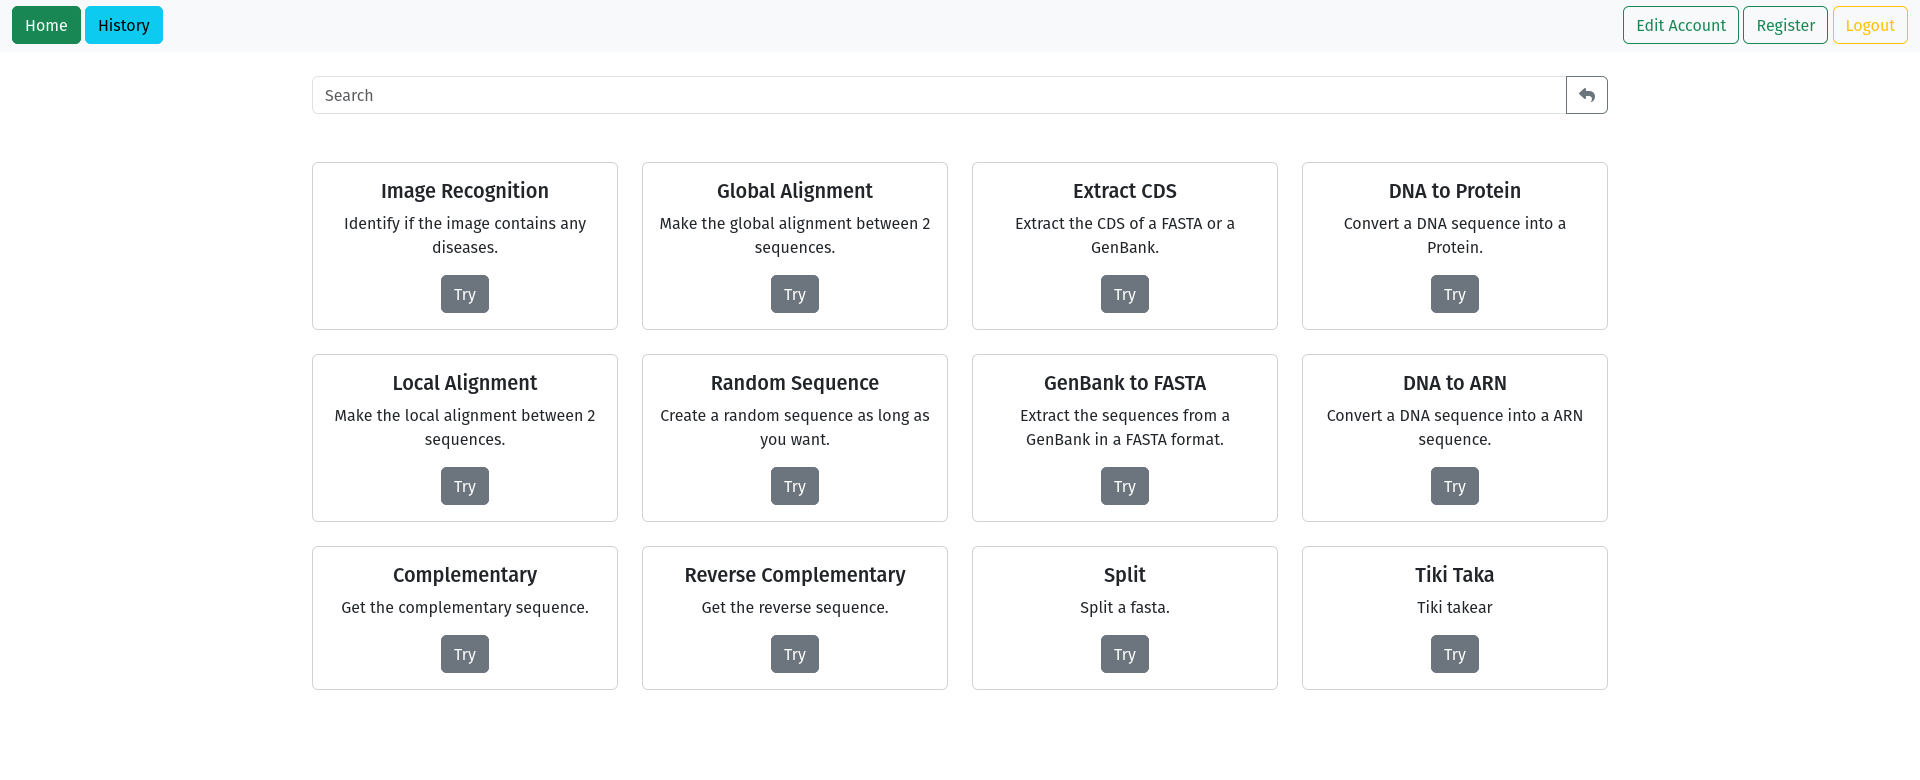 Home History Edit Account Register Logout
Search
Image Recognition
Identify if the image contains any
diseases.
Try
Global Alignment
Make the global alignment between 2
sequences.
Try
Extract CDS
Extract the CDS of a FASTA or a
GenBank.
Try
DNA to Protein
Convert a DNA sequence into a
Protein.
Try
Local Alignment
Make the local alignment between 2
sequences.
Try
Random Sequence
Create a random sequence as long as
you want.
Try
GenBank to FASTA
Extract the sequences from a
GenBank in a FASTA format.
Try
DNA to ARN
Convert a DNA sequence into a ARN
sequence.
Try
Complementary
Get the complementary sequence.
Try
Reverse Complementary
Get the reverse sequence.
Try
Split
Split a fasta.
Try
Tiki Taka
Tiki takear
Try